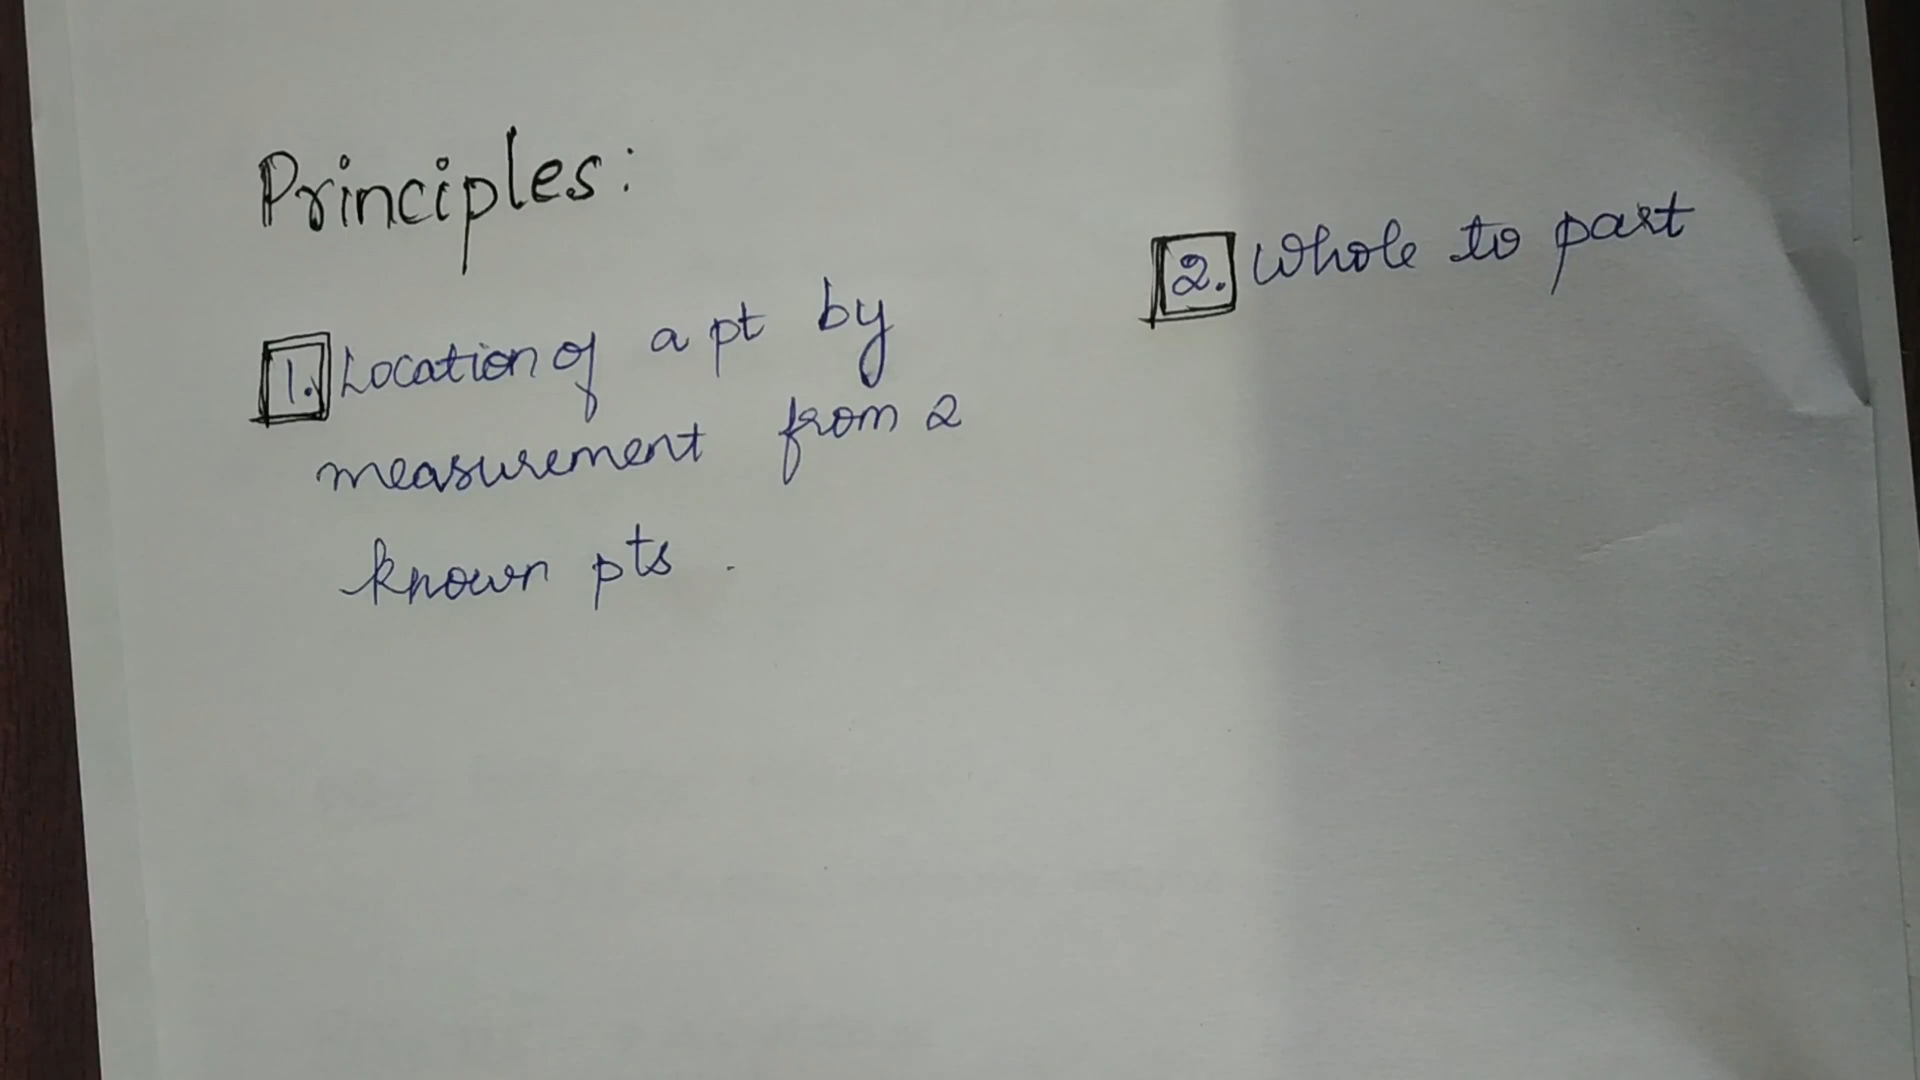 Principles:
1. Location of a pt by
measurement from 2
known pts.
2. Whole to part